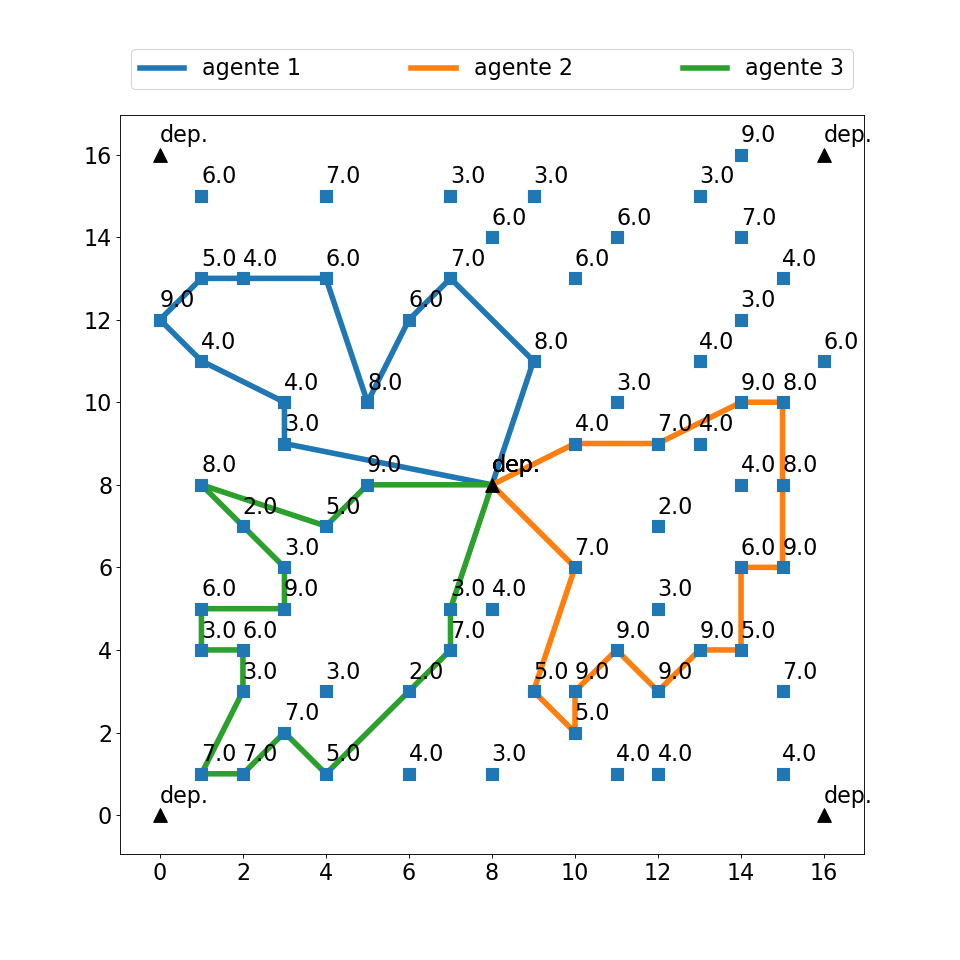 agente 1 agente 2 agente 3
dep. 9.0 dep.
16
6.0 7.0 3.0 3.0 3.0
6.0 6.0 7.0
14
5.0 4.0 6.0 7.0 6.0 4.0
9.0 6.0 3.0
12
4.0 8.0 4.0 6.0
4.0 8.0 3.0 9.0 8.0
10
3.0 4.0 7.0 4.0
8.0 9.0 dep. 4.0 8.0
8
2.0 5.0 2.0
3.0 7.0 6.0 9.0
6
6.0 9.0 3.0 4.0 3.0
3.0 6.0 7.0 9.0 9.0 5.0
4
3.0 3.0 2.0 5.0 9.0 9.0 7.0
7.0 5.0
2
7.0 7.0 5.0 4.0 3.0 4.0 4.0 4.0
dep. dep.
0
0 2 4 6 8 10 12 14 16